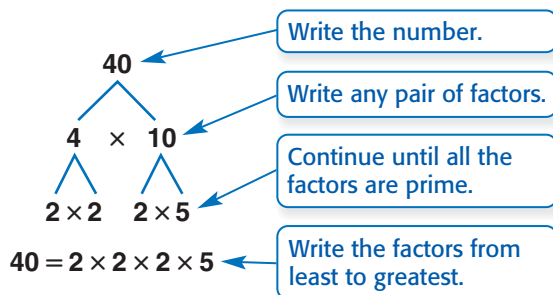 Write the number.
40
Write any pair of factors.
4 × 10
Continue until all the
factors are prime.
2 × 2 2 × 5
40 = 2 × 2 × 2 × 5
Write the factors from
least to greatest.